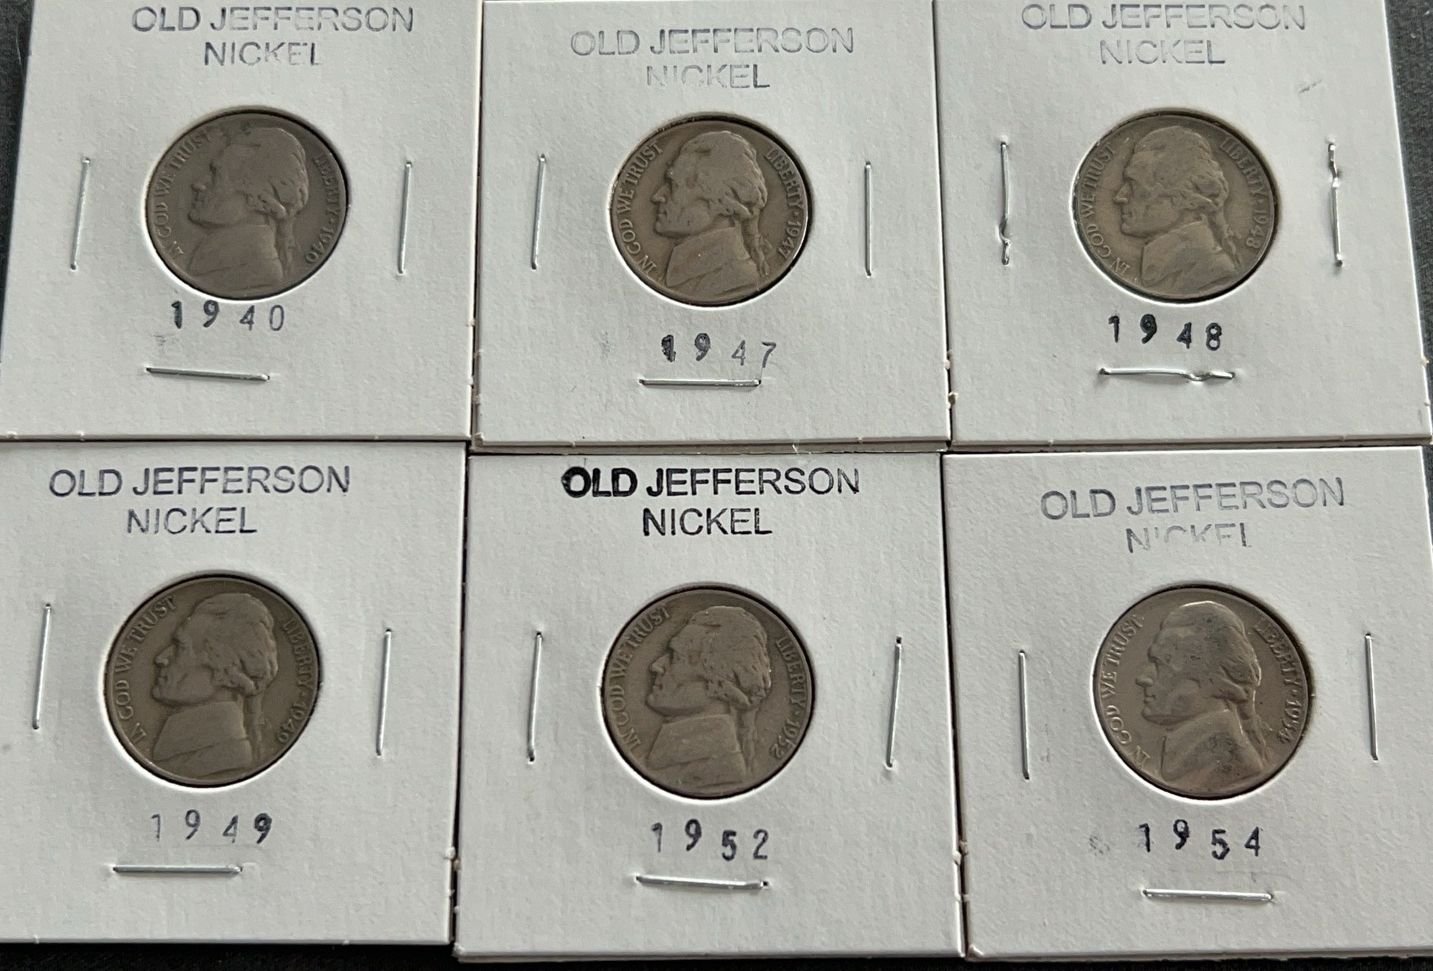 OLD JEFFERSON
NICKEL
IN GOD WE TRUST
LIBERTY · 1940
1940
OLD JEFFERSON
NICKEL
IN GOD WE TRUST
LIBERTY · 1947
1947
OLD JEFFERSON
NICKEL
IN GOD WE TRUST
LIBERTY · 1948
1948
OLD JEFFERSON
NICKEL
IN GOD WE TRUST
LIBERTY · 1949
1949
OLD JEFFERSON
NICKEL
IN GOD WE TRUST
LIBERTY · 1952
1952
OLD JEFFERSON
NICKEL
IN GOD WE TRUST
LIBERTY · 1954
1954